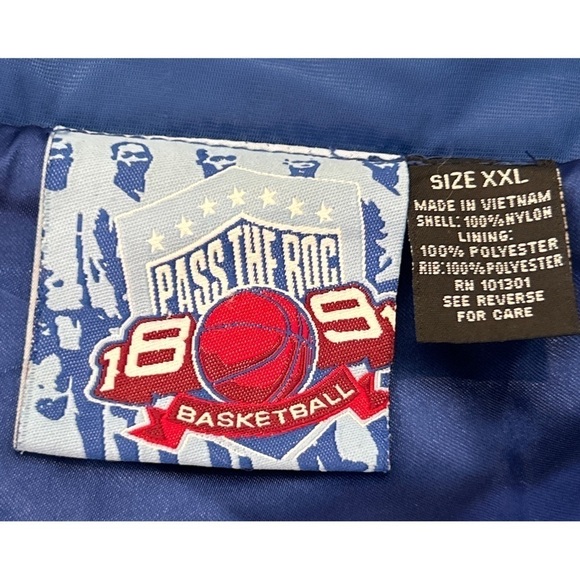 PASS THE ROC
1891
BASKETBALL
SIZE XXL
MADE IN VIETNAM
SHELL: 100% NYLON
LINING:
100% POLYESTER
RIB: 100% POLYESTER
RN 101301
SEE REVERSE
FOR CARE